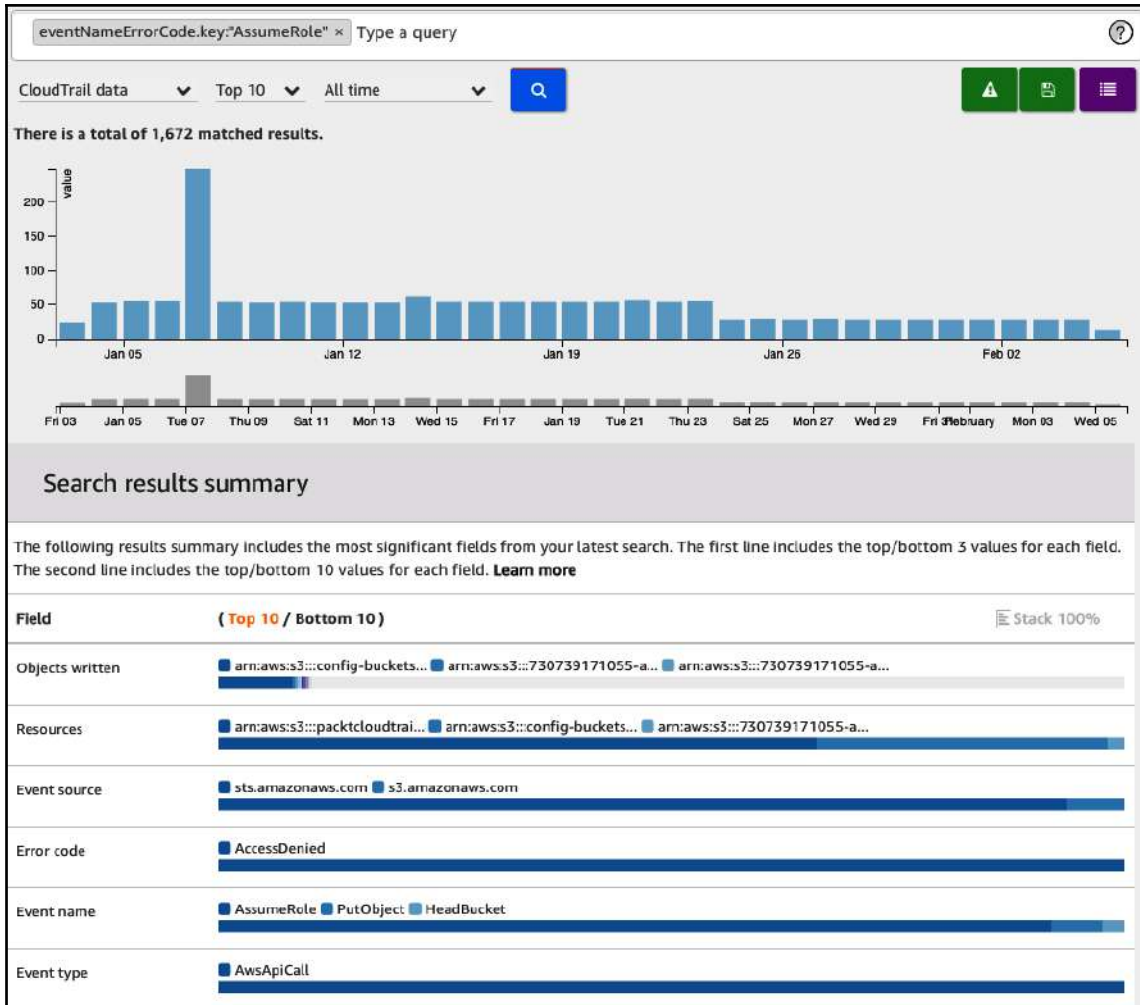 eventNameErrorCode.key:"AssumeRole" × Type a query ?
CloudTrail data Top 10 All time
There is a total of 1,672 matched results.
value
200
150
100
50
0
Jan 05 Jan 12 Jan 19 Jan 26 Feb 02
Fri 03 Jan 05 Tue 07 Thu 09 Sat 11 Mon 13 Wed 15 Fri 17 Jan 19 Tue 21 Thu 23 Sat 25 Mon 27 Wed 29 Fri 31 February Mon 03 Wed 05
Search results summary
The following results summary includes the most significant fields from your latest search. The first line includes the top/bottom 3 values for each field.
The second line includes the top/bottom 10 values for each field. Learn more
Field ( Top 10 / Bottom 10 ) Stack 100%
Objects written arn:aws:s3:::config-buckets... arn:aws:s3:::730739171055-a... arn:aws:s3:::730739171055-a...
Resources arn:aws:s3:::packtcloudtrai... arn:aws:s3:::config-buckets... arn:aws:s3:::730739171055-a...
Event source sts.amazonaws.com s3.amazonaws.com
Error code AccessDenied
Event name AssumeRole PutObject HeadBucket
Event type AwsApiCall